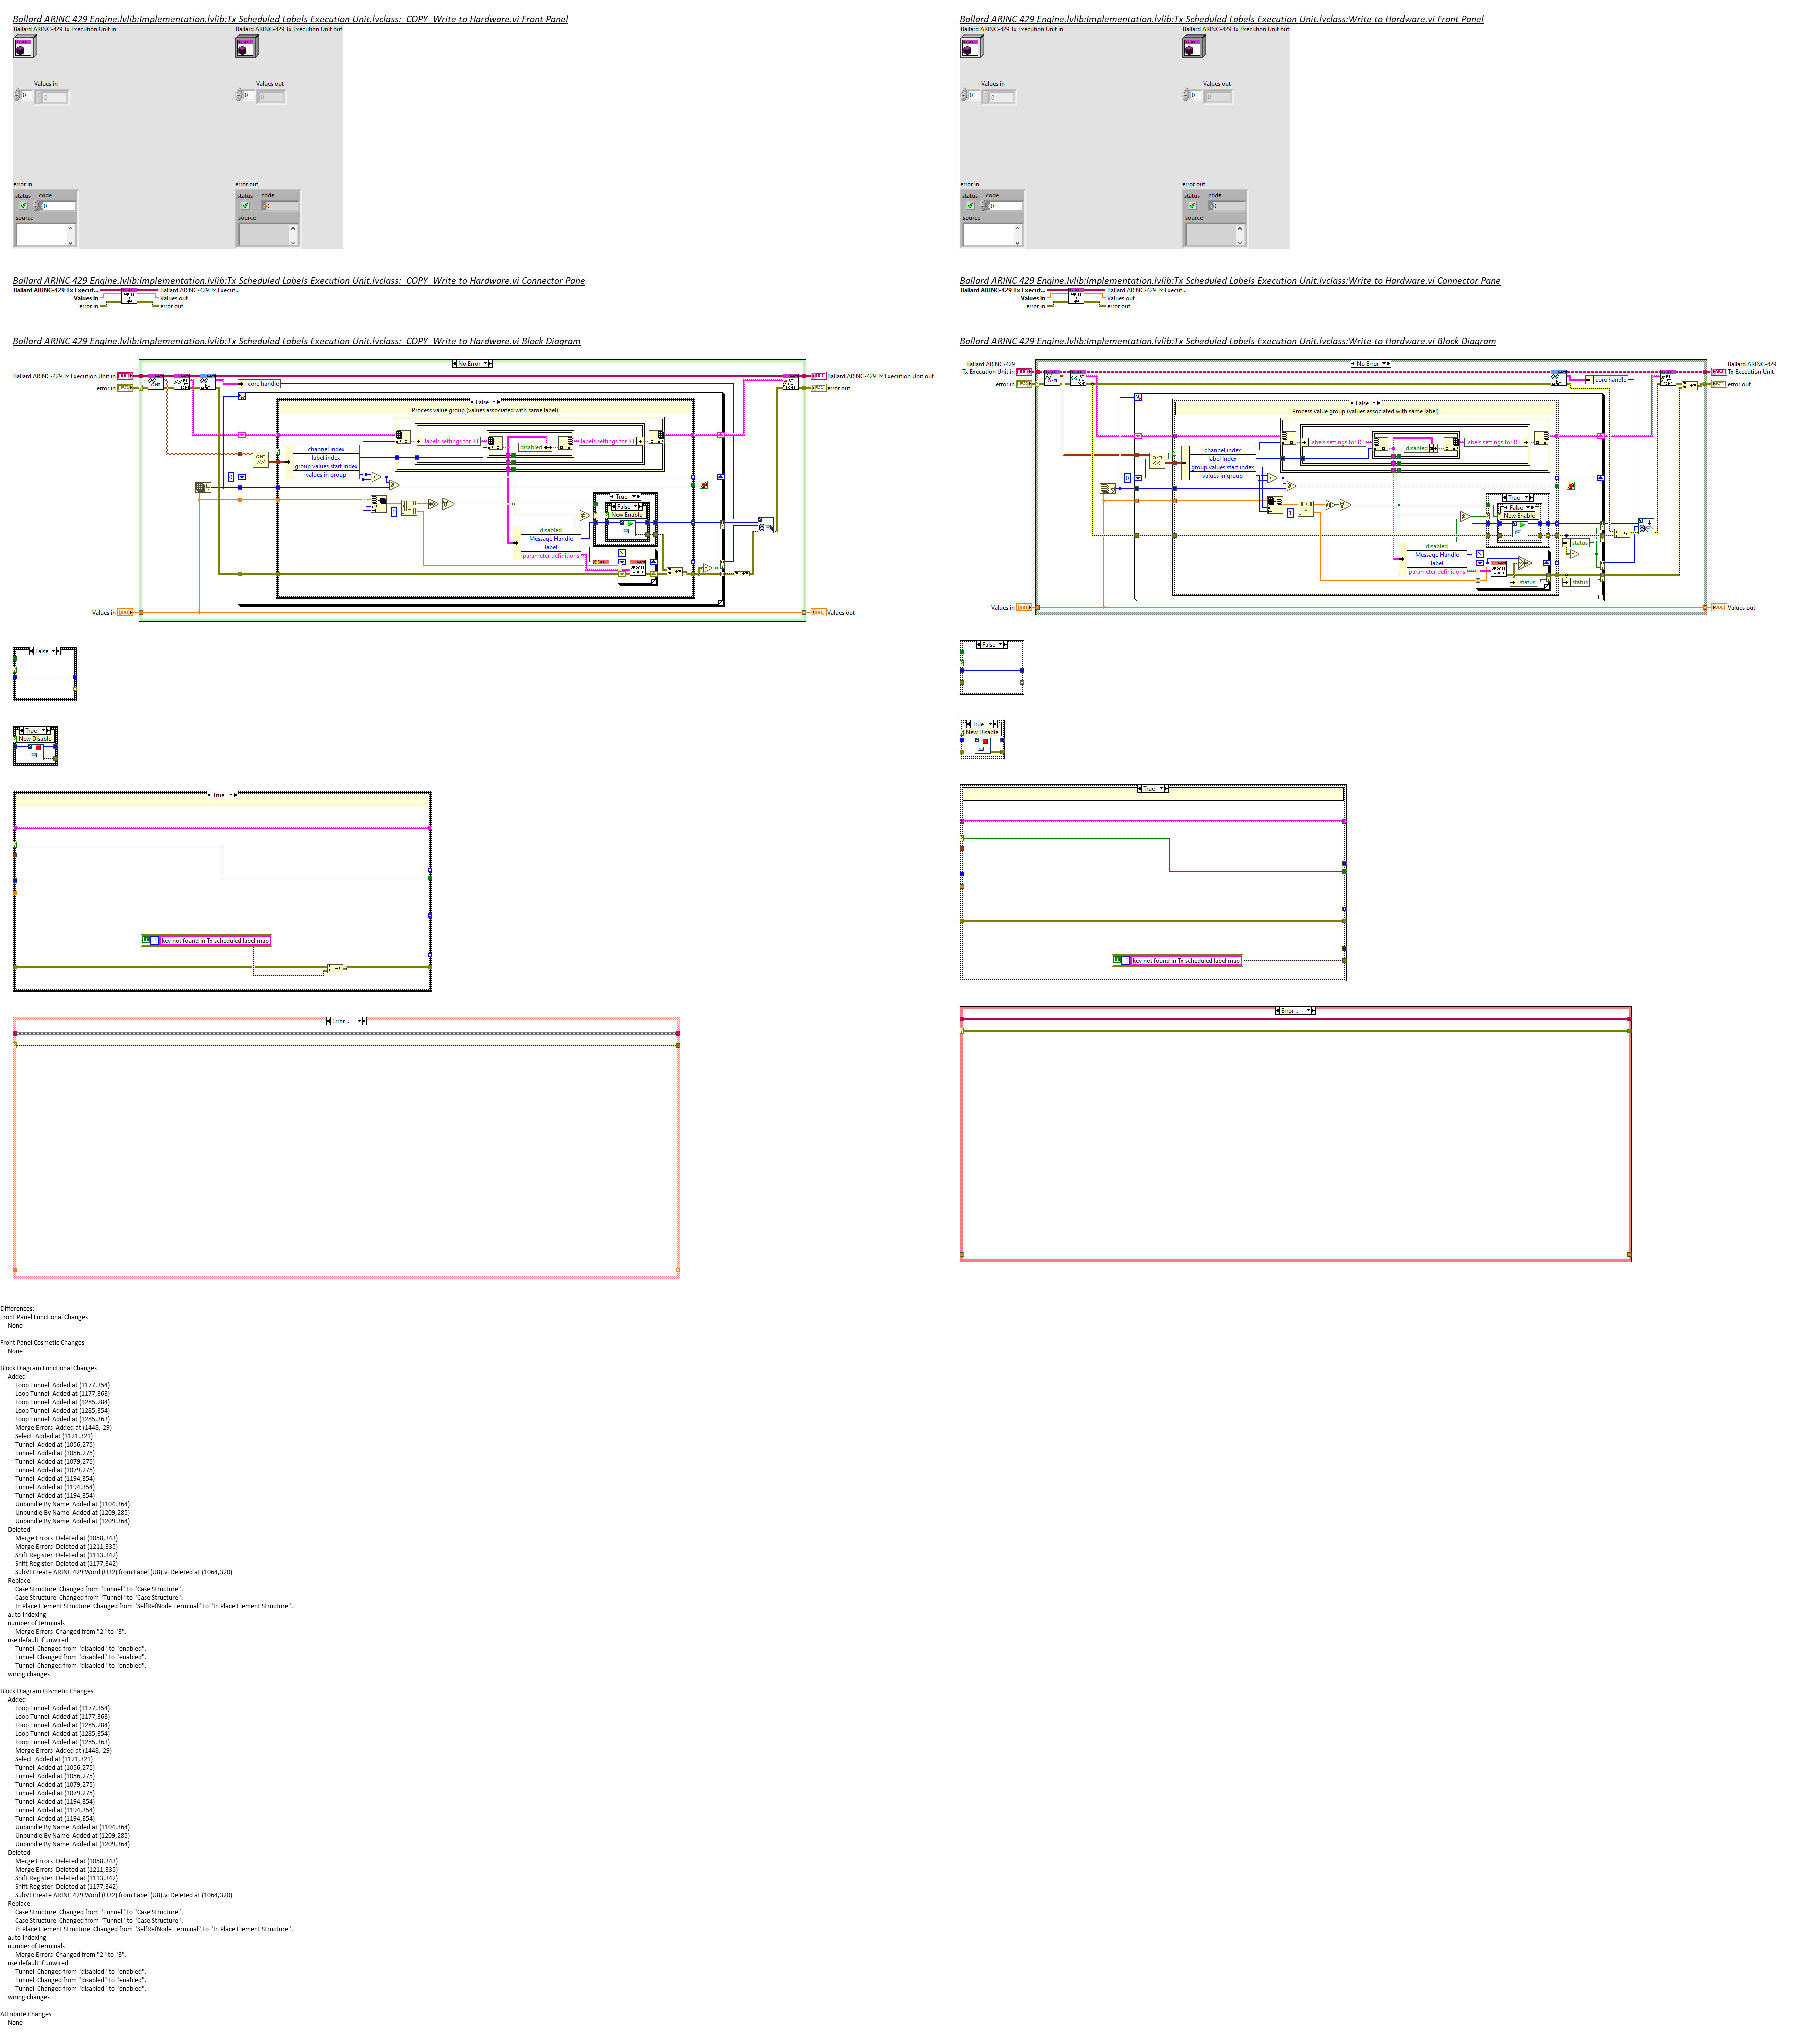 Ballard ARINC 429 Engine.lvlib:Implementation.lvlib:Tx Scheduled Labels Execution Unit.lvclass:_COPY_Write to Hardware.vi Front Panel
Ballard ARINC-429 Tx Execution Unit in
Ballard ARINC-429 Tx Execution Unit out
Values in
Values out
0
0
0
0
error in
error out
status code
status code
0
0
source
source
Ballard ARINC 429 Engine.lvlib:Implementation.lvlib:Tx Scheduled Labels Execution Unit.lvclass:_COPY_Write to Hardware.vi Connector Pane
Ballard ARINC-429 Tx Execut...
Ballard ARINC-429 Tx Execut...
Values in
Values out
error in
error out
Ballard ARINC 429 Engine.lvlib:Implementation.lvlib:Tx Scheduled Labels Execution Unit.lvclass:_COPY_Write to Hardware.vi Block Diagram
No Error
Ballard ARINC-429 Tx Execution Unit in
Ballard ARINC-429 Tx Execution Unit out
error in
core handle
error out
False
Process value group (values associated with same label)
labels settings for RT
disabled
labels settings for RT
channel index
label index
group values start index
values in group
0
1
True
False
New Enable
disabled
Message Handle
label
parameter definitions
N
UPDATE
WORD
Values in
Values out
False
True
New Disable
True
-1 key not found in Tx scheduled label map
Error ..
Ballard ARINC 429 Engine.lvlib:Implementation.lvlib:Tx Scheduled Labels Execution Unit.lvclass:Write to Hardware.vi Front Panel
Ballard ARINC-429 Tx Execution Unit in
Ballard ARINC-429 Tx Execution Unit out
Values in
Values out
0
0
0
0
error in
error out
status code
status code
0
0
source
source
Ballard ARINC 429 Engine.lvlib:Implementation.lvlib:Tx Scheduled Labels Execution Unit.lvclass:Write to Hardware.vi Connector Pane
Ballard ARINC-429 Tx Execut...
Ballard ARINC-429 Tx Execut...
Values in
Values out
error in
error out
Ballard ARINC 429 Engine.lvlib:Implementation.lvlib:Tx Scheduled Labels Execution Unit.lvclass:Write to Hardware.vi Block Diagram
No Error
Ballard ARINC-429
Tx Execution Unit in
Ballard ARINC-429
Tx Execution Unit
error in
core handle
error out
False
Process value group (values associated with same label)
labels settings for RT
disabled
labels settings for RT
channel index
label index
group values start index
values in group
0
1
True
False
New Enable
status
disabled
Message Handle
label
parameter definitions
N
UPDATE
WORD
status
status
Values in
Values out
False
True
New Disable
True
-1 key not found in Tx scheduled label map
Error ..
Differences:
Front Panel Functional Changes
None
Front Panel Cosmetic Changes
None
Block Diagram Functional Changes
Added
Loop Tunnel Added at (1177,354)
Loop Tunnel Added at (1177,363)
Loop Tunnel Added at (1285,284)
Loop Tunnel Added at (1285,354)
Loop Tunnel Added at (1285,363)
Merge Errors Added at (1448,-29)
Select Added at (1121,321)
Tunnel Added at (1056,275)
Tunnel Added at (1056,275)
Tunnel Added at (1079,275)
Tunnel Added at (1079,275)
Tunnel Added at (1194,354)
Tunnel Added at (1194,354)
Tunnel Added at (1194,354)
Unbundle By Name Added at (1104,364)
Unbundle By Name Added at (1209,285)
Unbundle By Name Added at (1209,364)
Deleted
Merge Errors Deleted at (1058,343)
Merge Errors Deleted at (1211,335)
Shift Register Deleted at (1113,342)
Shift Register Deleted at (1177,342)
SubVI Create ARINC 429 Word (U32) from Label (U8).vi Deleted at (1064,320)
Replace
Case Structure Changed from "Tunnel" to "Case Structure".
Case Structure Changed from "Tunnel" to "Case Structure".
In Place Element Structure Changed from "SelfRefNode Terminal" to "In Place Element Structure".
auto-indexing
number of terminals
Merge Errors Changed from "2" to "3".
use default if unwired
Tunnel Changed from "disabled" to "enabled".
Tunnel Changed from "disabled" to "enabled".
Tunnel Changed from "disabled" to "enabled".
wiring changes
Block Diagram Cosmetic Changes
Added
Loop Tunnel Added at (1177,354)
Loop Tunnel Added at (1177,363)
Loop Tunnel Added at (1285,284)
Loop Tunnel Added at (1285,354)
Loop Tunnel Added at (1285,363)
Merge Errors Added at (1448,-29)
Select Added at (1121,321)
Tunnel Added at (1056,275)
Tunnel Added at (1056,275)
Tunnel Added at (1079,275)
Tunnel Added at (1079,275)
Tunnel Added at (1194,354)
Tunnel Added at (1194,354)
Tunnel Added at (1194,354)
Unbundle By Name Added at (1104,364)
Unbundle By Name Added at (1209,285)
Unbundle By Name Added at (1209,364)
Deleted
Merge Errors Deleted at (1058,343)
Merge Errors Deleted at (1211,335)
Shift Register Deleted at (1113,342)
Shift Register Deleted at (1177,342)
SubVI Create ARINC 429 Word (U32) from Label (U8).vi Deleted at (1064,320)
Replace
Case Structure Changed from "Tunnel" to "Case Structure".
Case Structure Changed from "Tunnel" to "Case Structure".
In Place Element Structure Changed from "SelfRefNode Terminal" to "In Place Element Structure".
auto-indexing
number of terminals
Merge Errors Changed from "2" to "3".
use default if unwired
Tunnel Changed from "disabled" to "enabled".
Tunnel Changed from "disabled" to "enabled".
Tunnel Changed from "disabled" to "enabled".
wiring changes
Attribute Changes
None